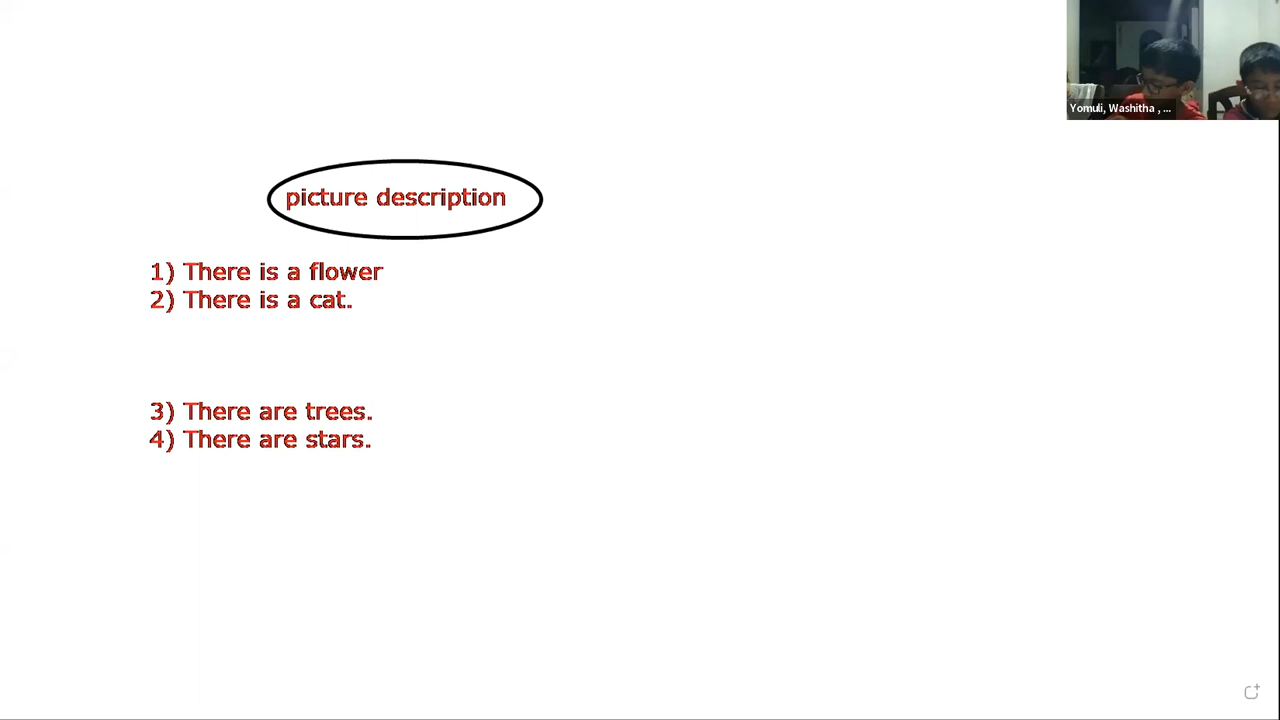 Yomuli, Washitha , ...
picture description
1) There is a flower
2) There is a cat.
3) There are trees.
4) There are stars.